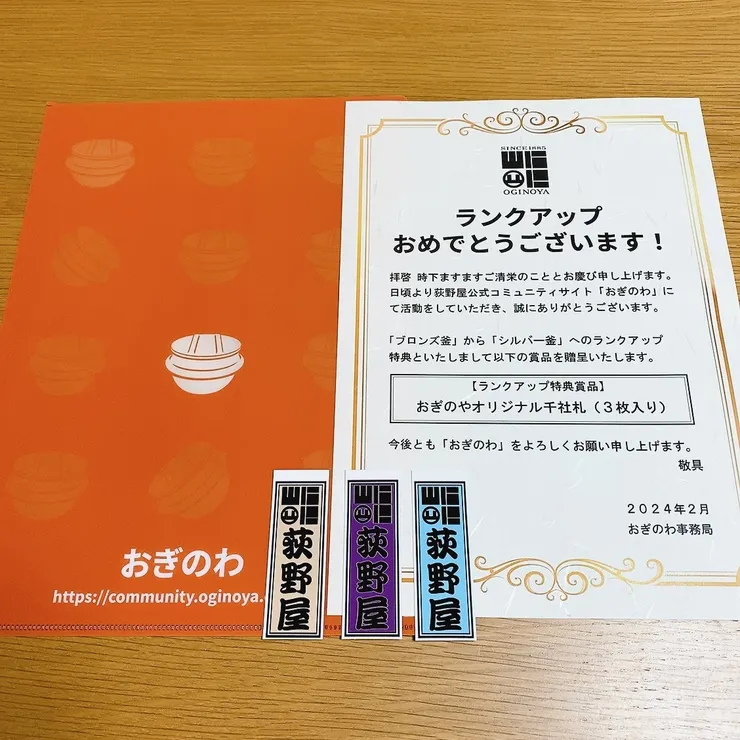 SINCE1885
OGINOYA
ランクアップ
おめでとうございます！
拝啓 時下ますますご清栄のこととお慶び申し上げます。
日頃より荻野屋公式コミュニティサイト「おぎのわ」に
て活動をしていただき、誠にありがとうございます。
「ブロンズ釜」から「シルバー釜」へのランクアップ
特典といたしまして以下の賞品を贈呈いたします。
【ランクアップ特典賞品】
おぎのやオリジナル千社札（３枚入り）
今後とも「おぎのわ」をよろしくお願い申し上げます。
敬具
２０２４年２月
おぎのわ事務局
おぎのわ
https://community.oginoya.
荻野屋
荻野屋
荻野屋